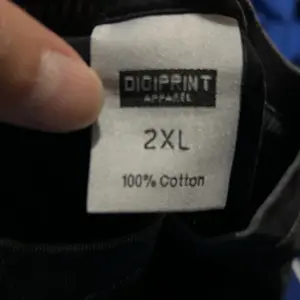 DIGIPRINT
APPAREL
2XL
100% Cotton